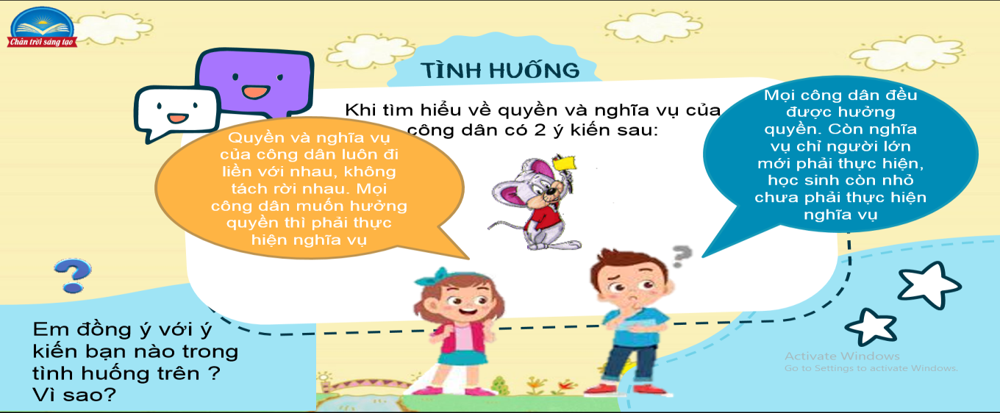 Chân trời sáng tạo
TÌNH HUỐNG
Khi tìm hiểu về quyền và nghĩa vụ của
công dân có 2 ý kiến sau:
Quyền và nghĩa vụ
của công dân luôn đi
liền với nhau, không
tách rời nhau. Mọi
công dân muốn hưởng
quyền thì phải thực
hiện nghĩa vụ
Mọi công dân đều
được hưởng
quyền. Còn nghĩa
vụ chỉ người lớn
mới phải thực hiện,
học sinh còn nhỏ
chưa phải thực hiện
nghĩa vụ
?
?
Em đồng ý với ý
kiến bạn nào trong
tình huống trên ?
Vì sao?
Activate Windows
Go to Settings to activate Windows.